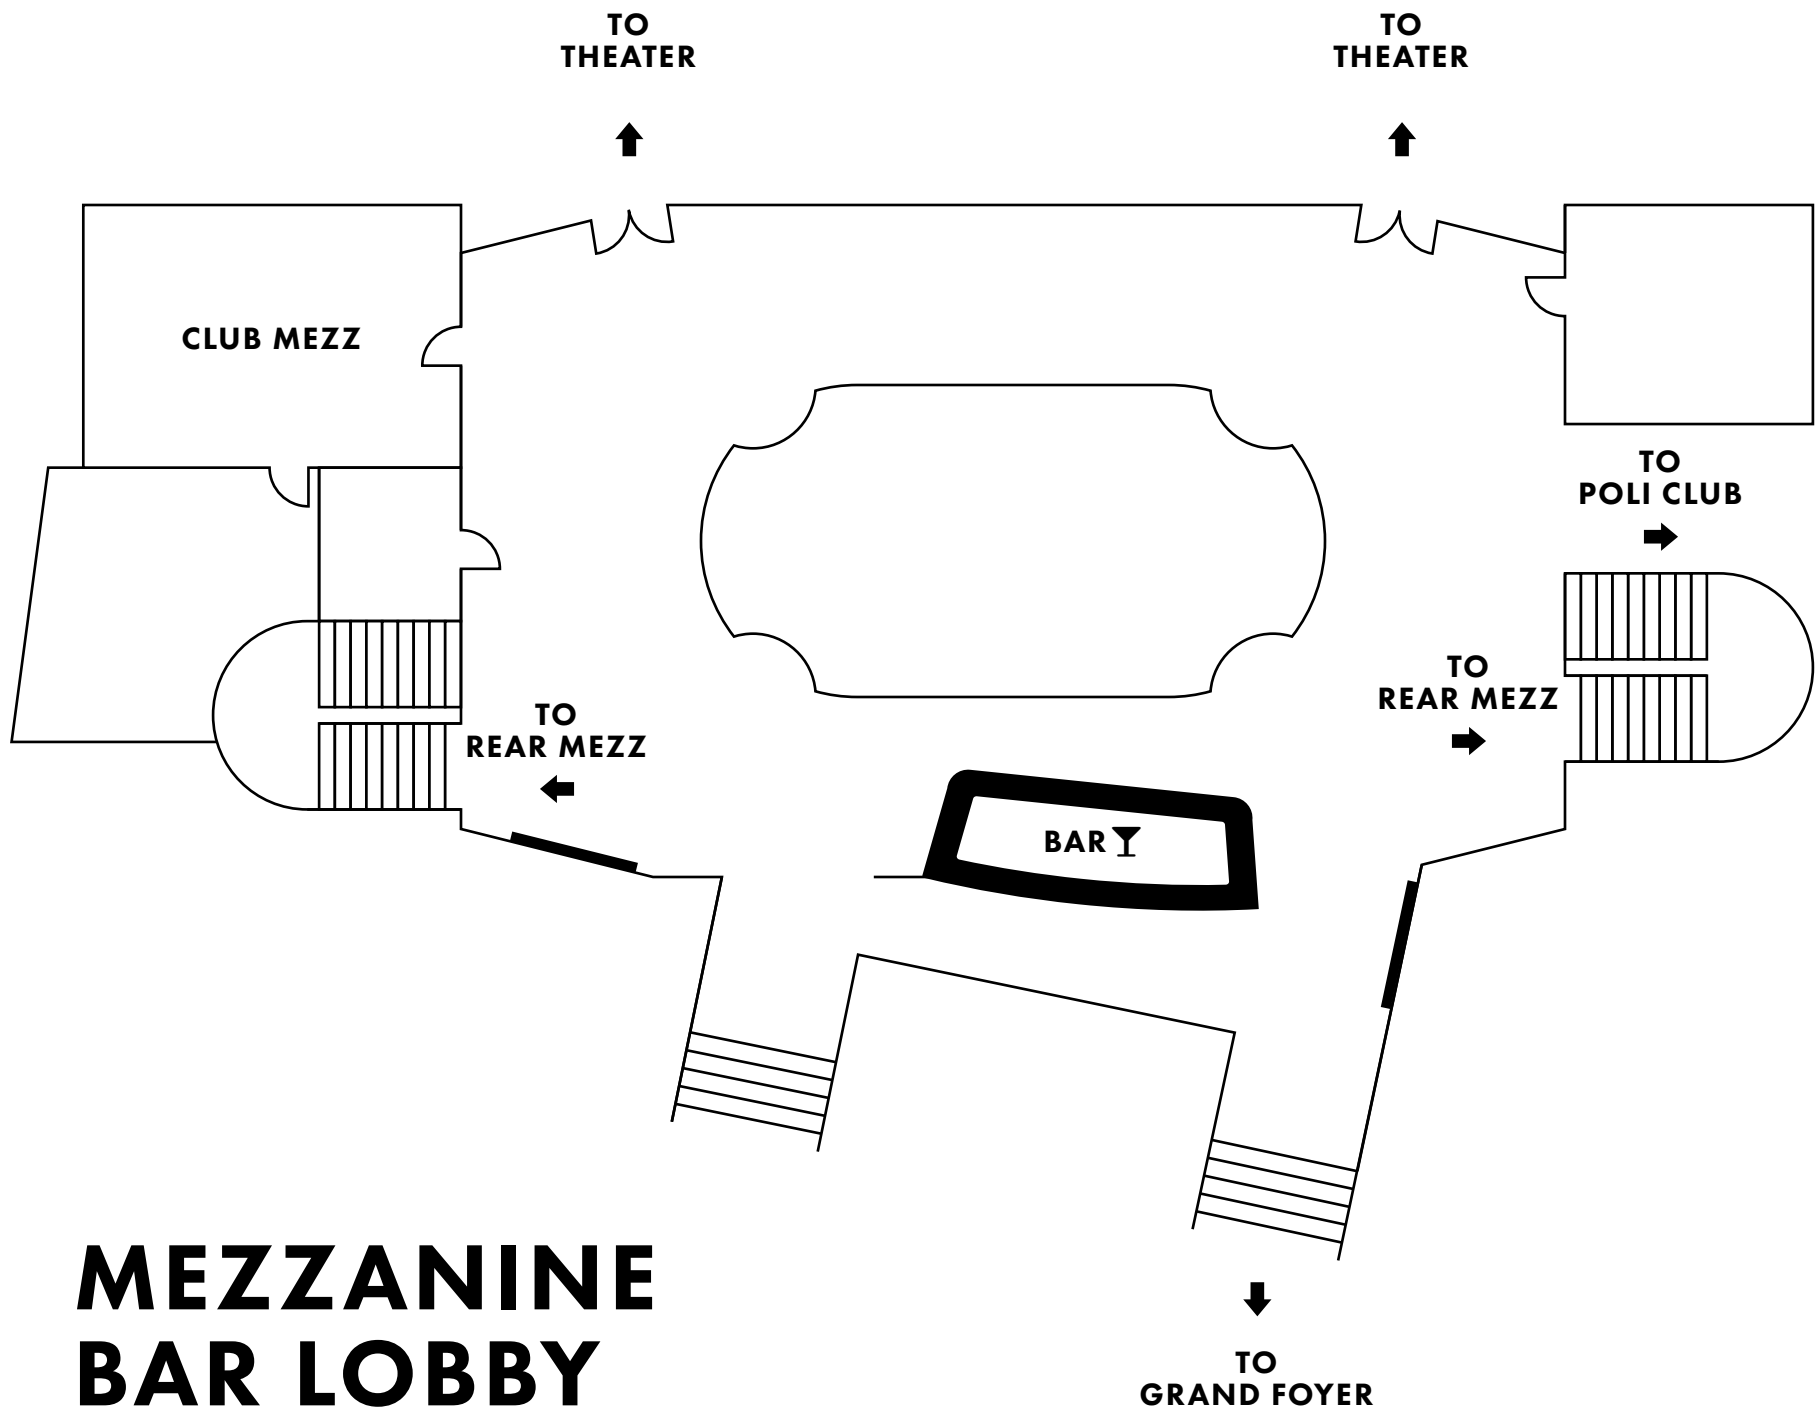 TO
THEATER
TO
THEATER
CLUB MEZZ
TO
POLI CLUB
TO
REAR MEZZ
TO
REAR MEZZ
BAR
MEZZANINE
BAR LOBBY
TO
GRAND FOYER